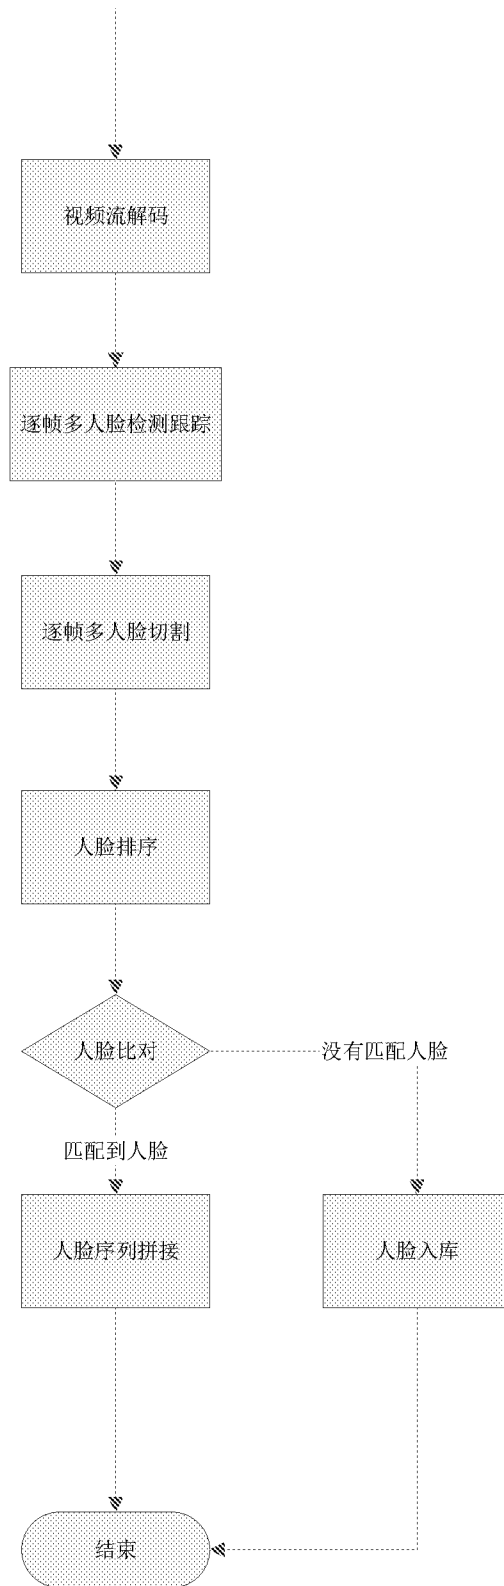 视频流解码
逐帧多人脸检测跟踪
逐帧多人脸切割
人脸排序
人脸比对
没有匹配人脸
匹配到人脸
人脸序列拼接
人脸入库
结束